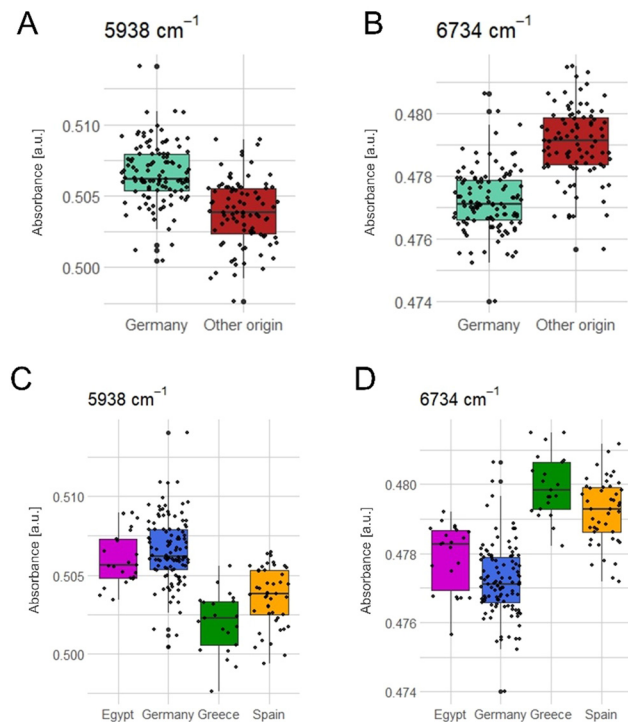 A
5938 cm⁻¹
Absorbance [a.u.]
0.510
0.505
0.500
Germany Other origin
B
6734 cm⁻¹
Absorbance [a.u.]
0.480
0.478
0.476
0.474
Germany Other origin
C
5938 cm⁻¹
Absorbance [a.u.]
0.510
0.505
0.500
Egypt Germany Greece Spain
D
6734 cm⁻¹
Absorbance [a.u.]
0.480
0.478
0.476
0.474
Egypt Germany Greece Spain